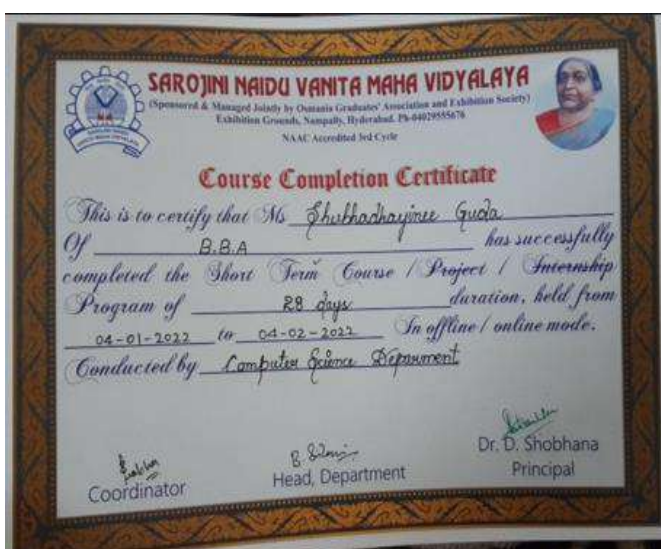 SAROJINI NAIDU VANITA MAHA VIDYALAYA
(Sponsored & Managed Jointly by Osmania Graduates' Association and Exhibition Society)
Exhibition Grounds, Nampally, Hyderabad. Ph-04029555676
NAAC Accredited 3rd Cycle
Course Completion Certificate
This is to certify that Ms Shubhadhayinee Guda
Of B.B.A has successfully
completed the Short Term Course / Project / Internship
Program of 28 days duration, held from
04-01-2022 to 04-02-2022 In offline / online mode.
Conducted by Computer Science Deparment
Dr. D. Shobhana
Coordinator Head, Department Principal